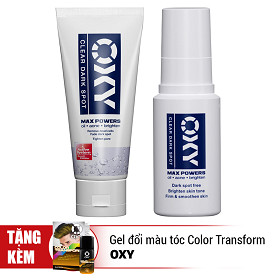 OXY
CLEAR DARK SPOT
MAX POWERS
oil • acne • brighten
OXY
CLEAR DARK SPOT
MAX POWERS
oil • acne • brighten
Dark spot free
Brighten skin tone
Firm & smoothen skin
TẶNG
KÈM
Gel đổi màu tóc Color Transform
OXY